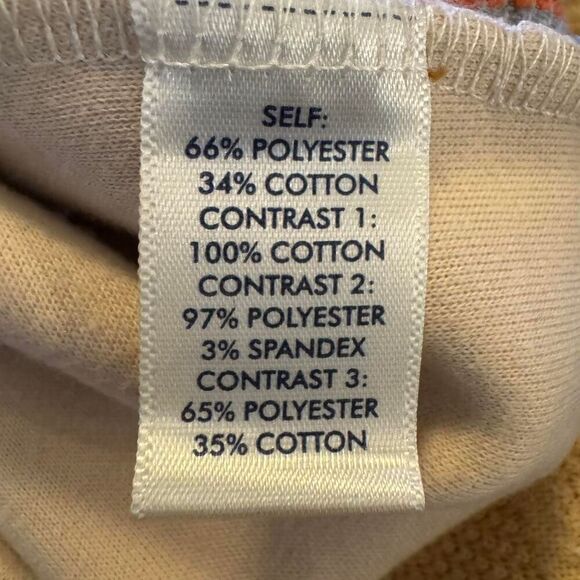 SELF:
66% POLYESTER
34% COTTON
CONTRAST 1:
100% COTTON
CONTRAST 2:
97% POLYESTER
3% SPANDEX
CONTRAST 3:
65% POLYESTER
35% COTTON